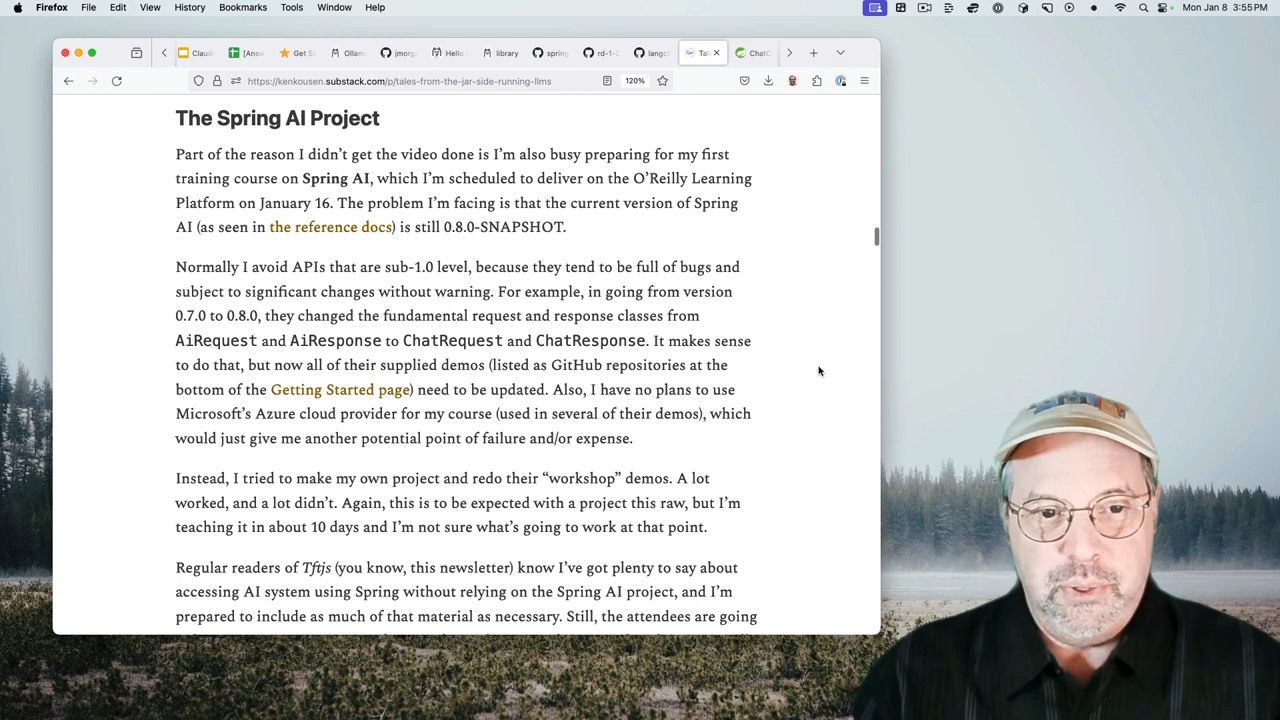 Firefox File Edit View History Bookmarks Tools Window Help
Mon Jan 8 3:55 PM
Claud
[Answ
Get S
Ollam
jmorg
Hello
library
spring
rd-1-
langc
Tale
ChatC
https://kenkousen.substack.com/p/tales-from-the-jar-side-running-llms
120%
The Spring AI Project
Part of the reason I didn’t get the video done is I’m also busy preparing for my first
training course on Spring AI, which I’m scheduled to deliver on the O’Reilly Learning
Platform on January 16. The problem I’m facing is that the current version of Spring
AI (as seen in the reference docs) is still 0.8.0-SNAPSHOT.
Normally I avoid APIs that are sub-1.0 level, because they tend to be full of bugs and
subject to significant changes without warning. For example, in going from version
0.7.0 to 0.8.0, they changed the fundamental request and response classes from
AiRequest and AiResponse to ChatRequest and ChatResponse. It makes sense
to do that, but now all of their supplied demos (listed as GitHub repositories at the
bottom of the Getting Started page) need to be updated. Also, I have no plans to use
Microsoft’s Azure cloud provider for my course (used in several of their demos), which
would just give me another potential point of failure and/or expense.
Instead, I tried to make my own project and redo their “workshop” demos. A lot
worked, and a lot didn’t. Again, this is to be expected with a project this raw, but I’m
teaching it in about 10 days and I’m not sure what’s going to work at that point.
Regular readers of Tftjs (you know, this newsletter) know I’ve got plenty to say about
accessing AI system using Spring without relying on the Spring AI project, and I’m
prepared to include as much of that material as necessary. Still, the attendees are going